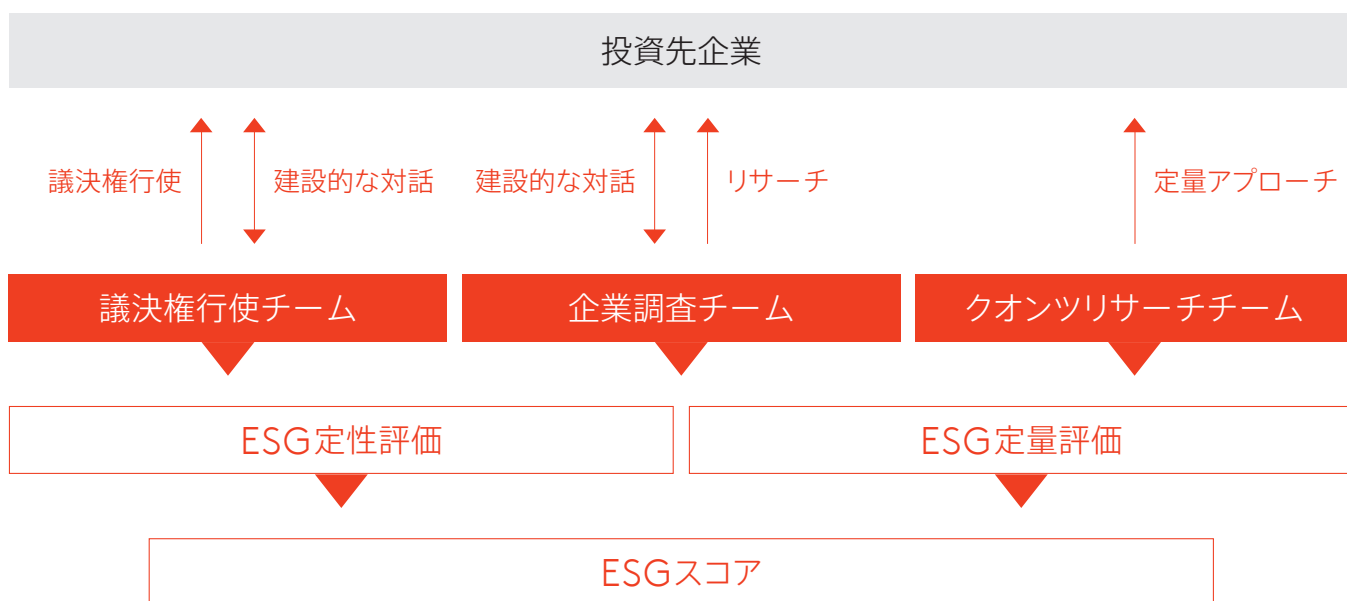 投資先企業
議決権行使
建設的な対話
建設的な対話
リサーチ
定量アプローチ
議決権行使チーム
企業調査チーム
クオンツリサーチチーム
ESG定性評価
ESG定量評価
ESGスコア